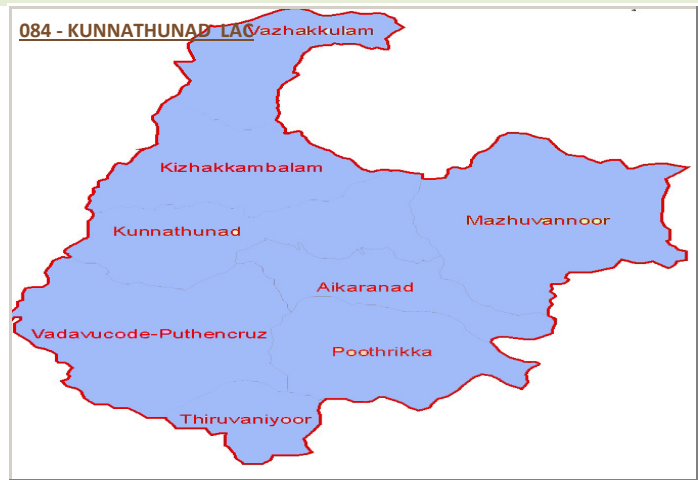 084 - KUNNATHUNAD LAC
Vazhakkulam
Kizhakkambalam
Mazhuvannoor
Kunnathunad
Aikaranad
Vadavucode-Puthencruz
Poothrikka
Thiruvaniyoor